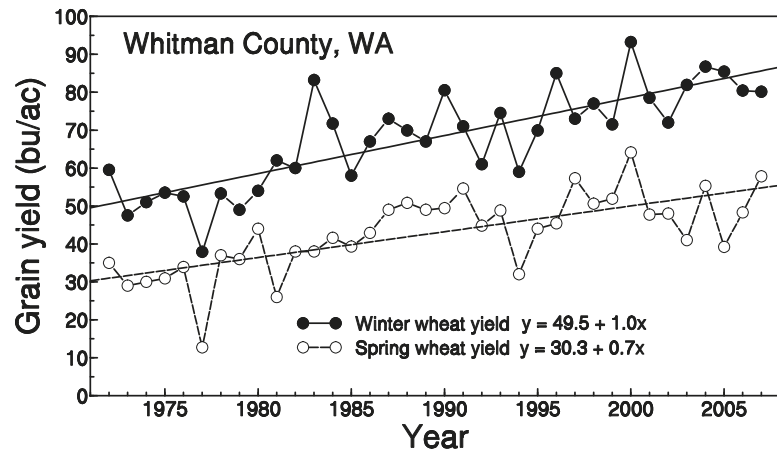 Whitman County, WA
Grain yield (bu/ac)
100
90
80
70
60
50
40
30
20
10
0
Winter wheat yield y = 49.5 + 1.0x
Spring wheat yield y = 30.3 + 0.7x
1975 1980 1985 1990 1995 2000 2005
Year